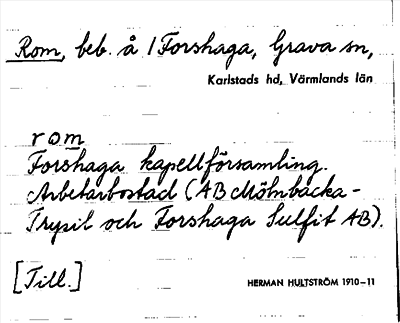 Rom, beb. å 1 Forshaga, Grava sn,
Karlstads hd, Värmlands län
rom
Forshaga kapellförsamling.
Arbetarbostad (AB Mölnbacka-
Trysil och Forshaga Sulfit AB).
[Till.]
HERMAN HULTSTRÖM 1910-11